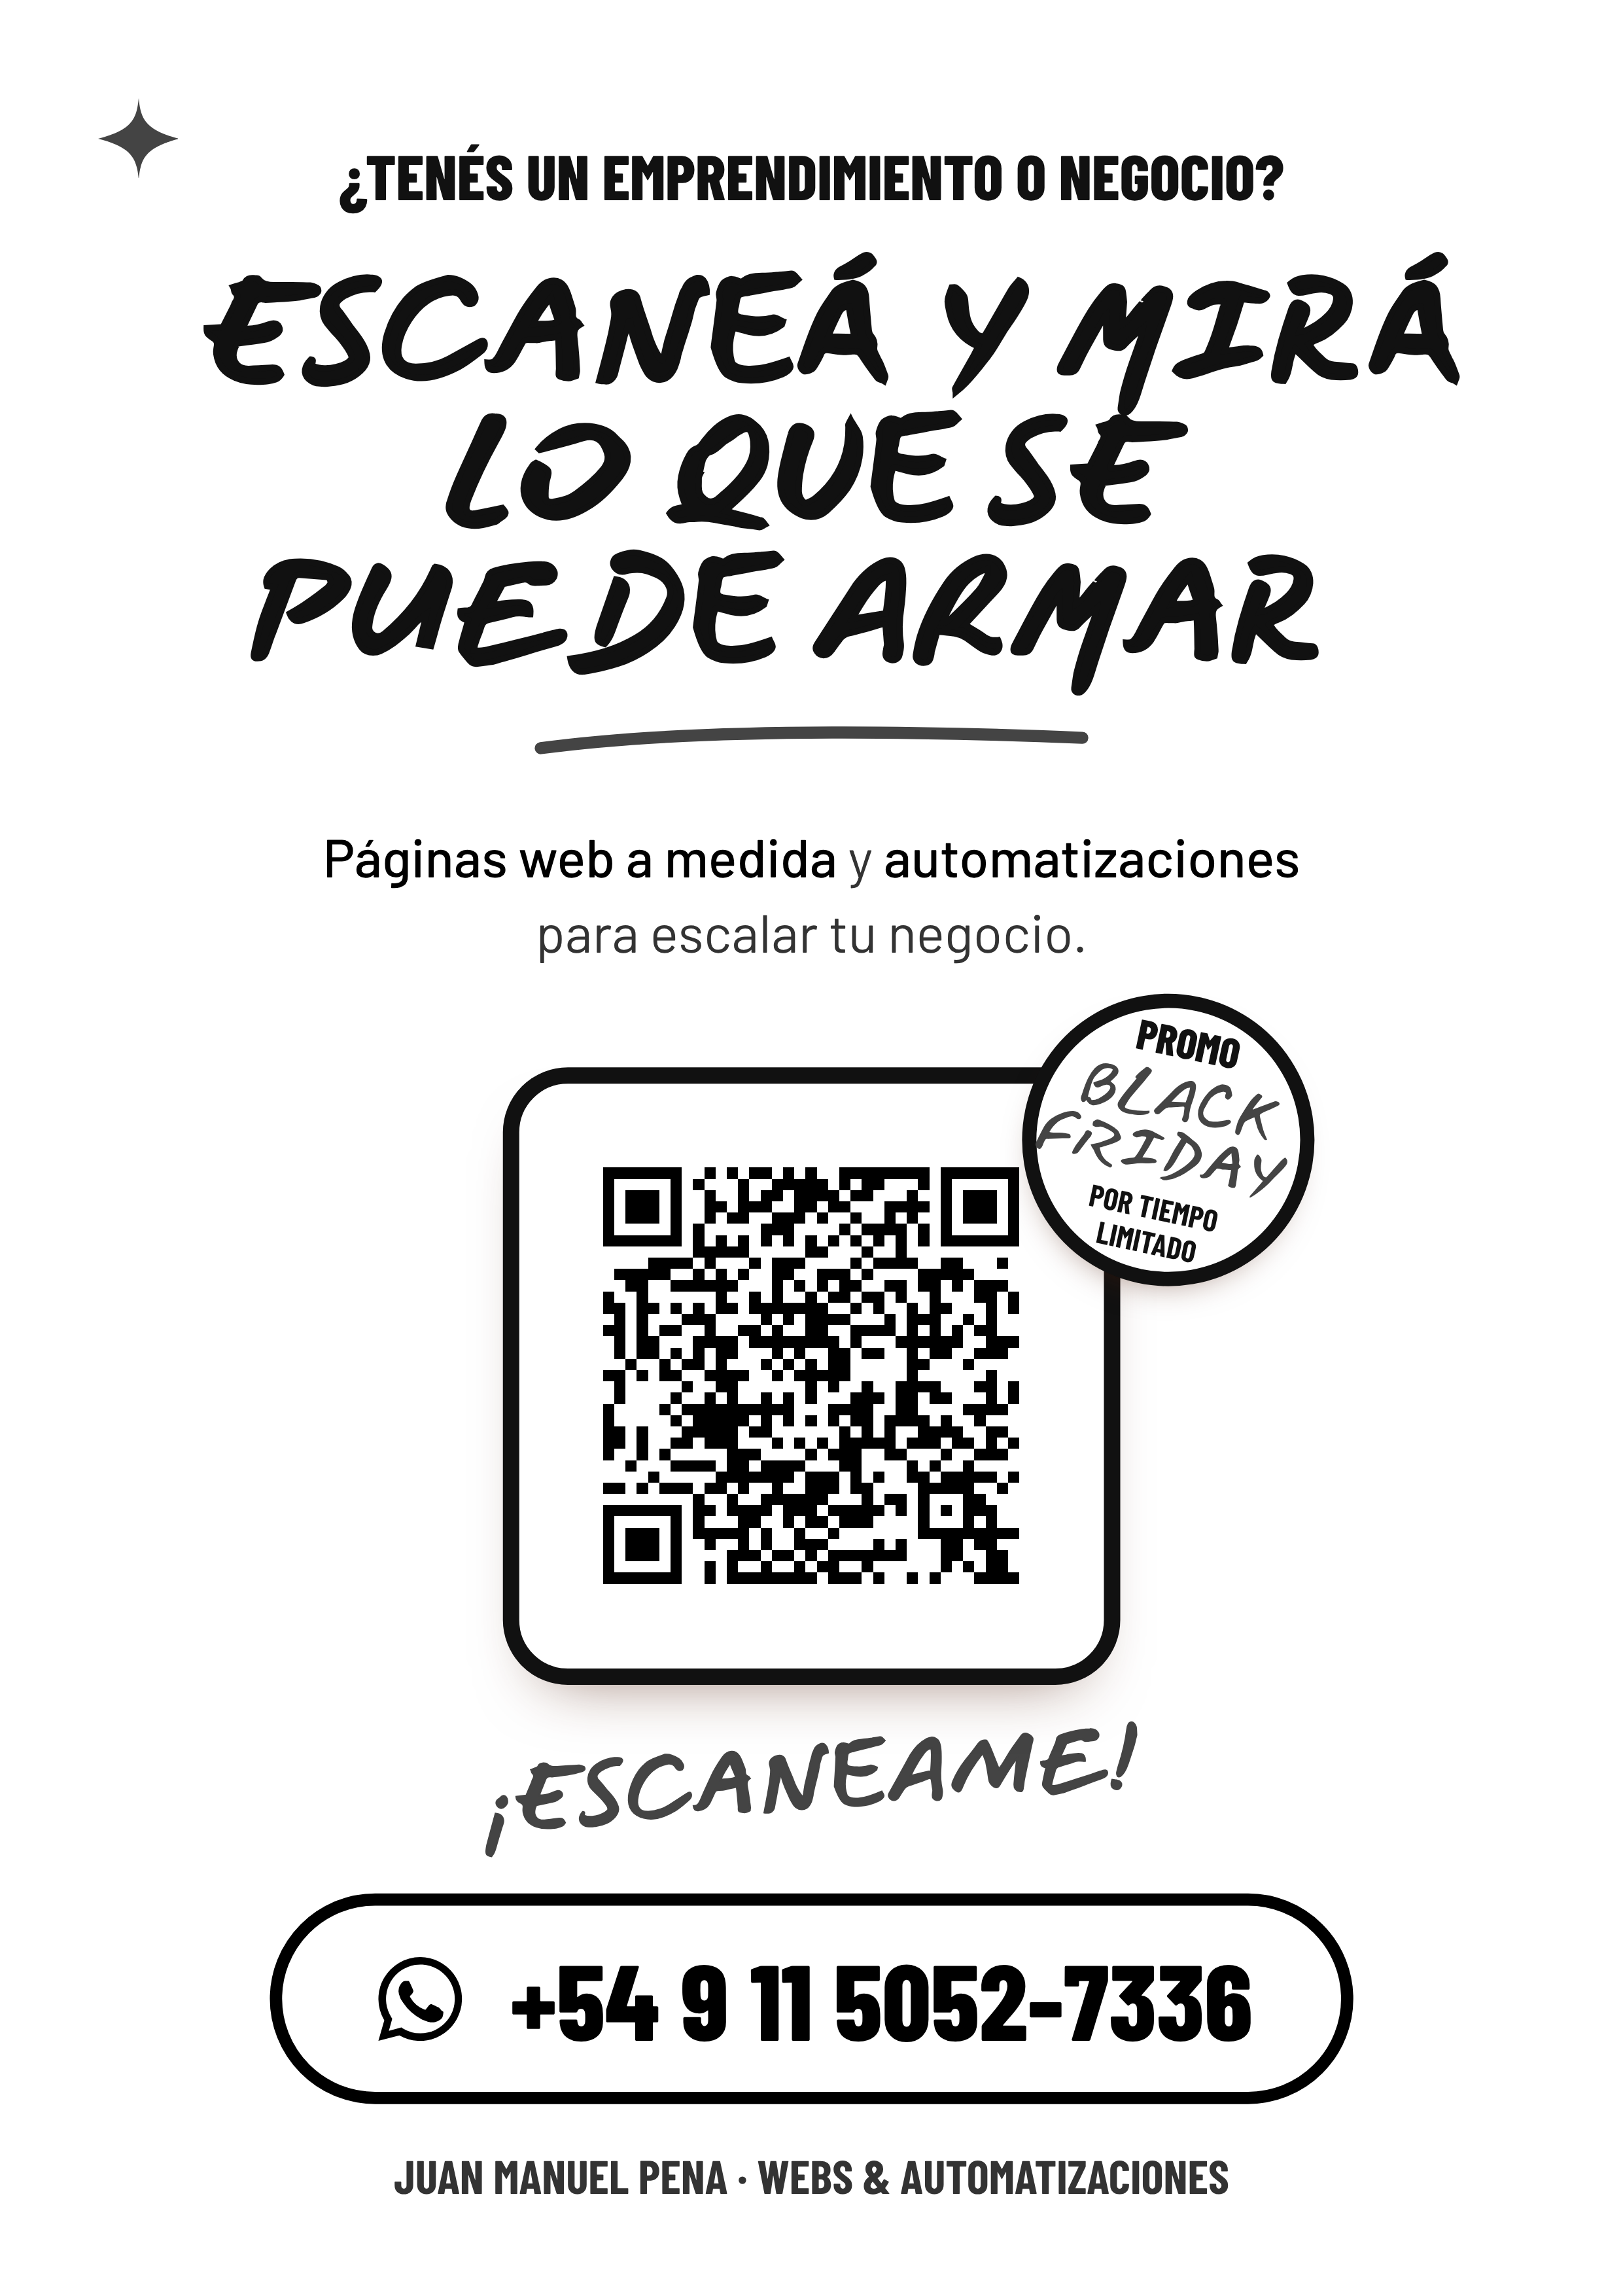 ¿TENÉS UN EMPRENDIMIENTO O NEGOCIO?
ESCANEÁ Y MIRÁ
LO QUE SE
PUEDE ARMAR
Páginas web a medida y automatizaciones
para escalar tu negocio.
PROMO
BLACK
FRIDAY
POR TIEMPO
LIMITADO
¡ESCANEAME!
+54 9 11 5052-7336
JUAN MANUEL PENA · WEBS & AUTOMATIZACIONES